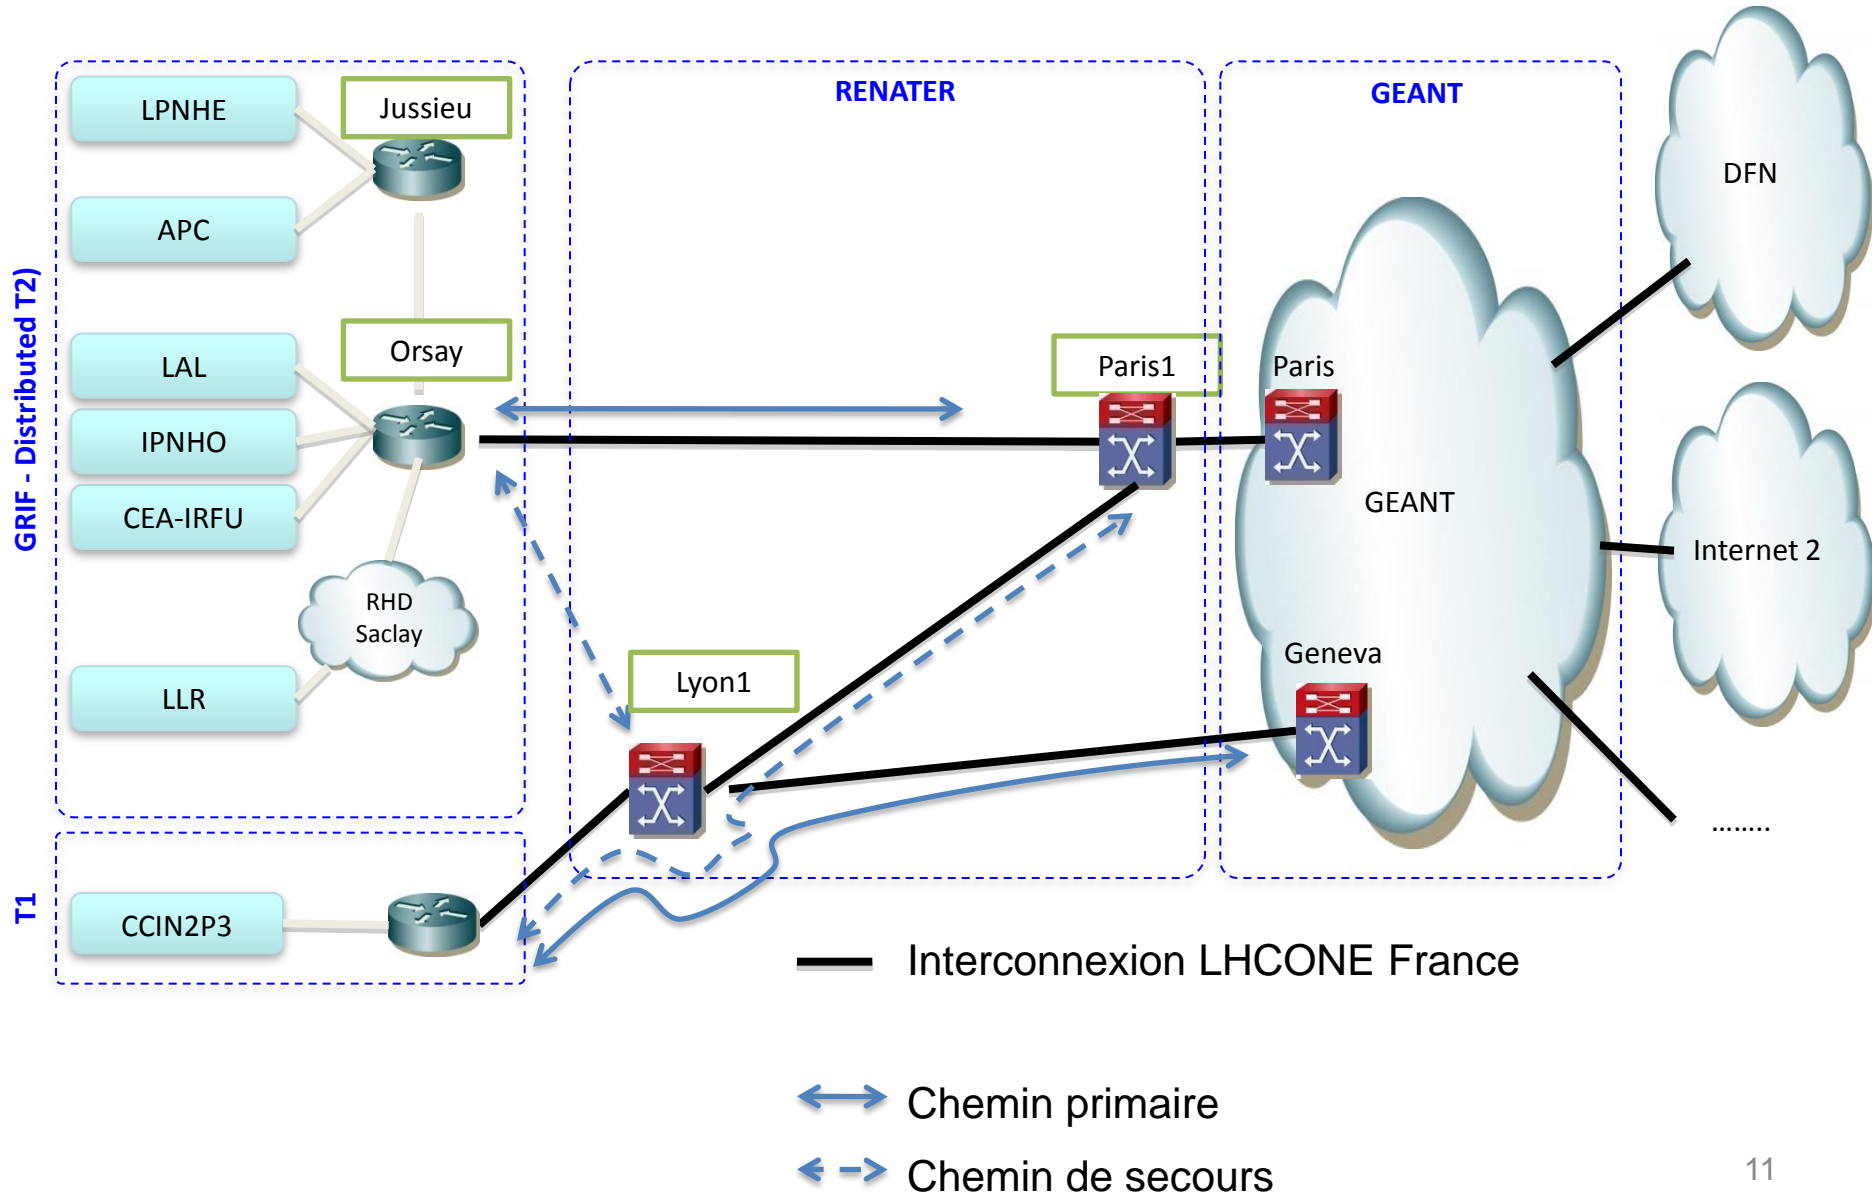 GRIF - Distributed T2)
LPNHE
Jussieu
APC
LAL
Orsay
IPNHO
CEA-IRFU
RHD
Saclay
LLR
T1
CCIN2P3
RENATER
Paris1
Lyon1
GEANT
Paris
GEANT
Geneva
DFN
Internet 2
........
Interconnexion LHCONE France
Chemin primaire
Chemin de secours
11